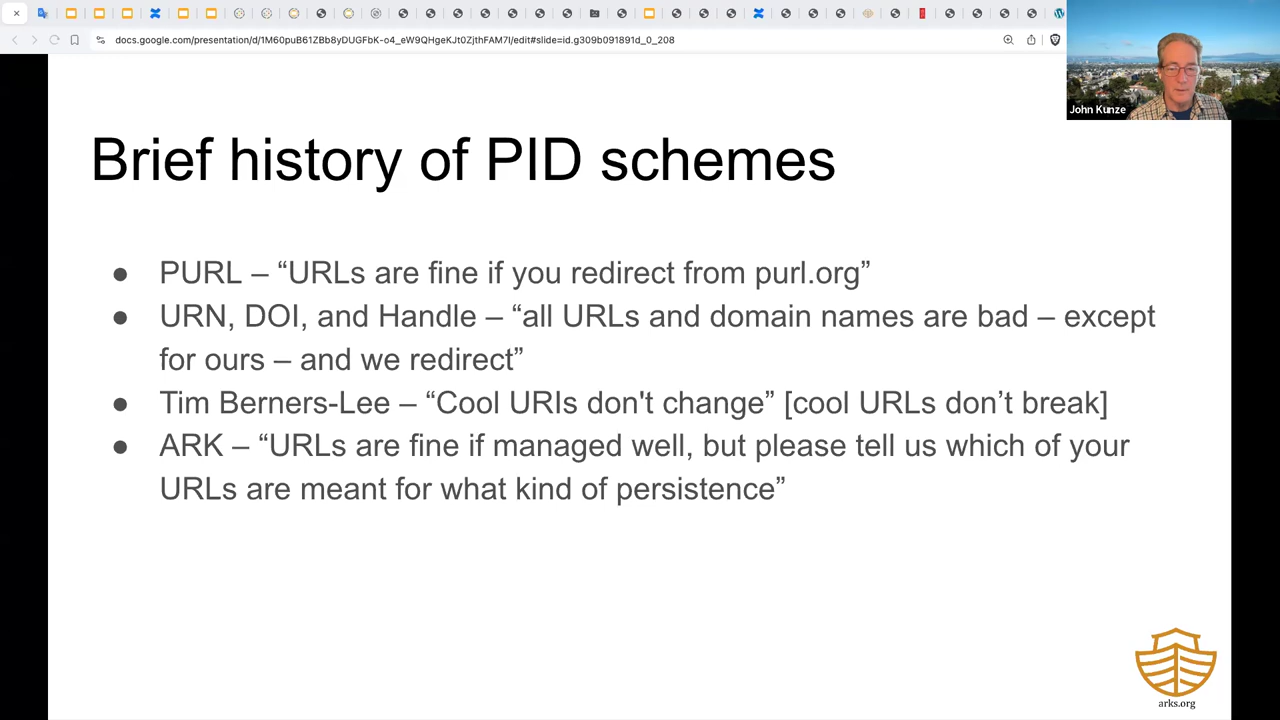 docs.google.com/presentation/d/1M60puB61ZBb8yDUGFbK-o4_eW9QHgeKJt0ZjthFAM7I/edit#slide=id.g309b091891d_0_208
John Kunze
Brief history of PID schemes
● PURL – “URLs are fine if you redirect from purl.org”
● URN, DOI, and Handle – “all URLs and domain names are bad – except
for ours – and we redirect”
● Tim Berners-Lee – “Cool URIs don't change” [cool URLs don’t break]
● ARK – “URLs are fine if managed well, but please tell us which of your
URLs are meant for what kind of persistence”
arks.org